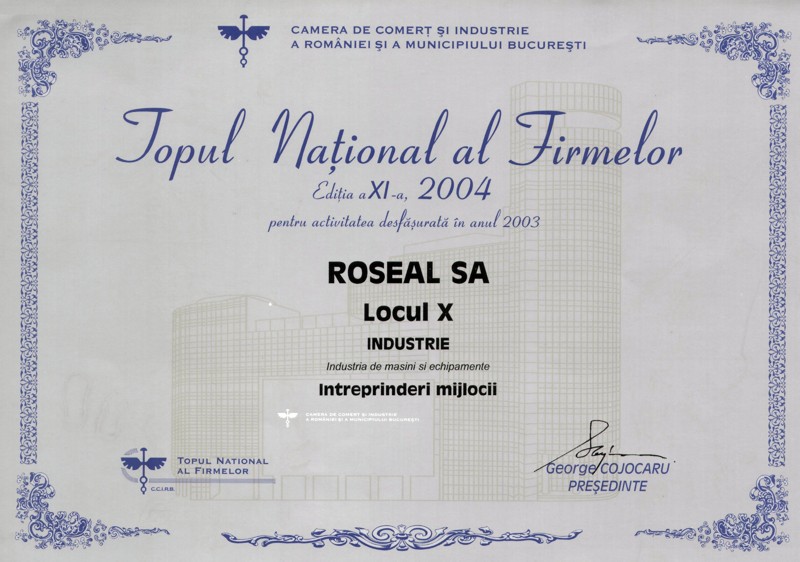 CAMERA DE COMERȚ ȘI INDUSTRIE
A ROMÂNIEI ȘI A MUNICIPIULUI BUCUREȘTI
Topul Național al Firmelor
Ediția a XI-a, 2004
pentru activitatea desfășurată în anul 2003
ROSEAL SA
Locul X
INDUSTRIE
Industria de masini si echipamente
Intreprinderi mijlocii
CAMERA DE COMERȚ ȘI INDUSTRIE
A ROMÂNIEI ȘI A MUNICIPIULUI BUCUREȘTI
TOPUL NATIONAL
AL FIRMELOR
C.C.I.R.B.
George COJOCARU
PREȘEDINTE